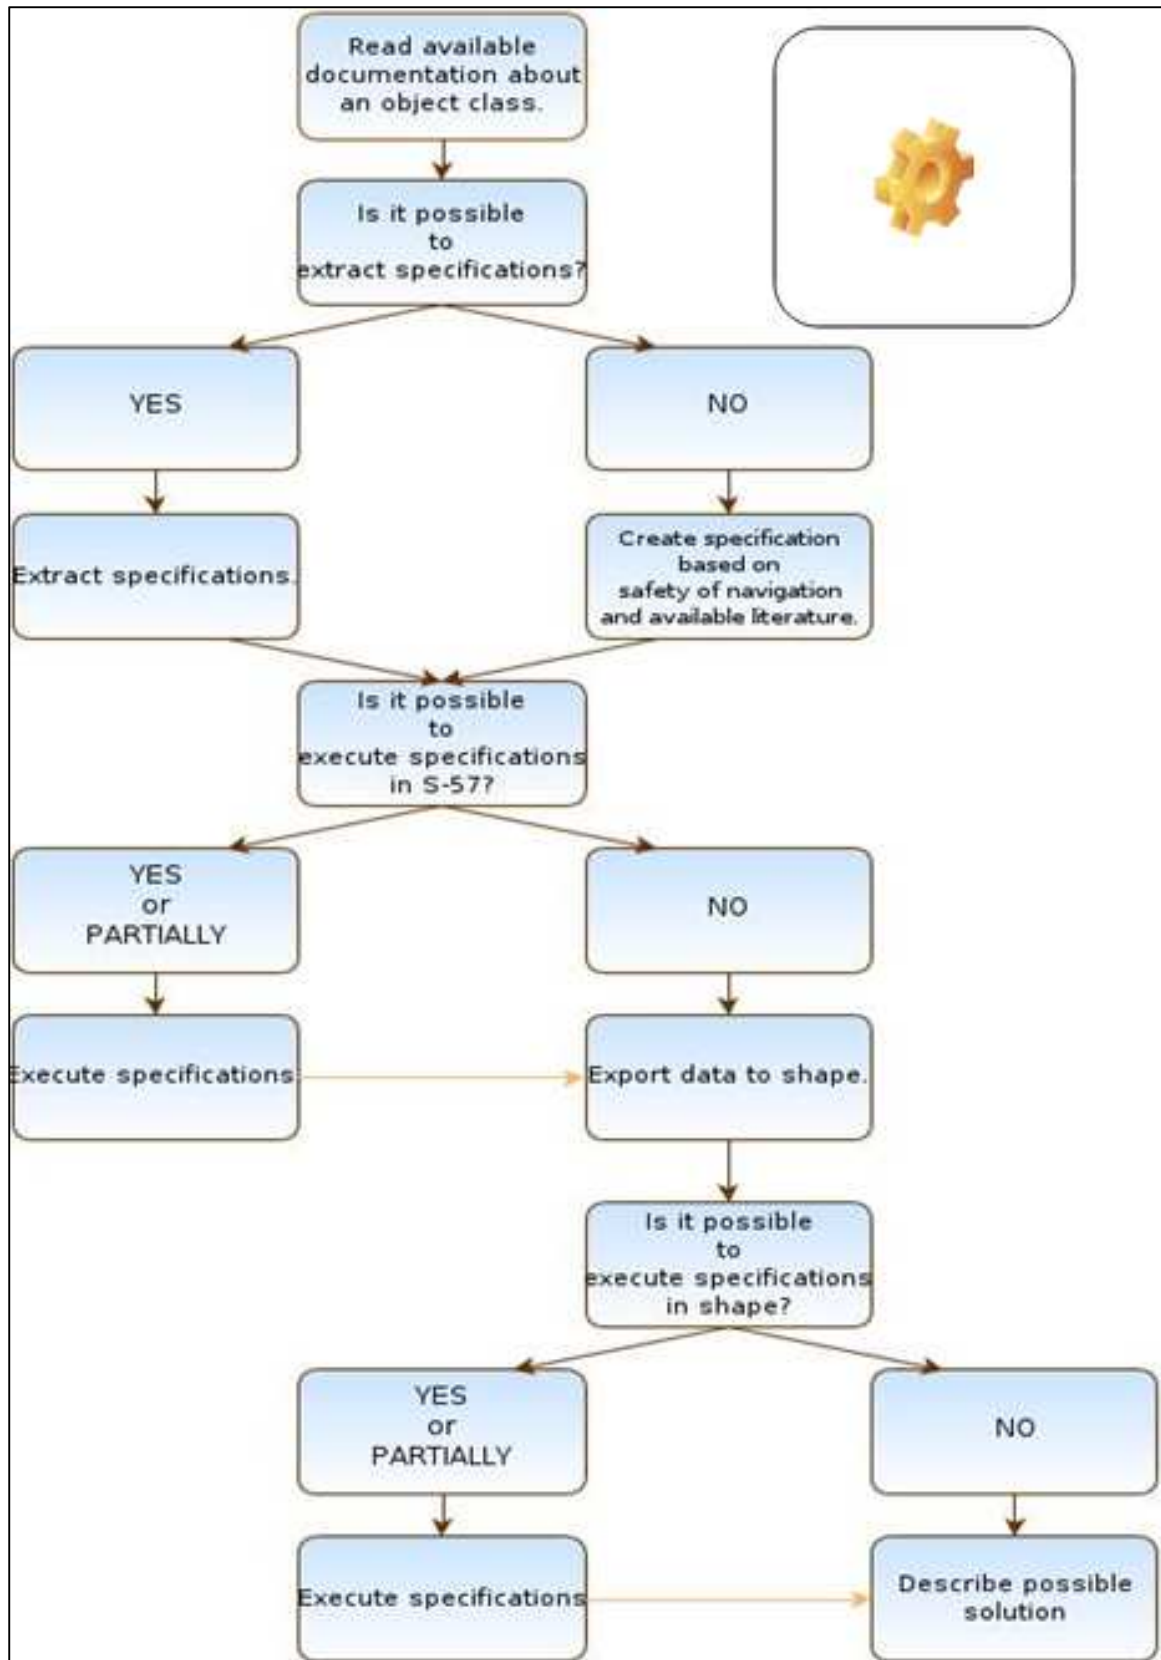 Read available
documentation about
an object class.
Is it possible
to
extract specifications?
YES
NO
Extract specifications.
Create specification
based on
safety of navigation
and available literature.
Is it possible
to
execute specifications
in S-57?
YES
or
PARTIALLY
NO
Execute specifications.
Export data to shape.
Is it possible
to
execute specifications
in shape?
YES
or
PARTIALLY
NO
Execute specifications
Describe possible
solution